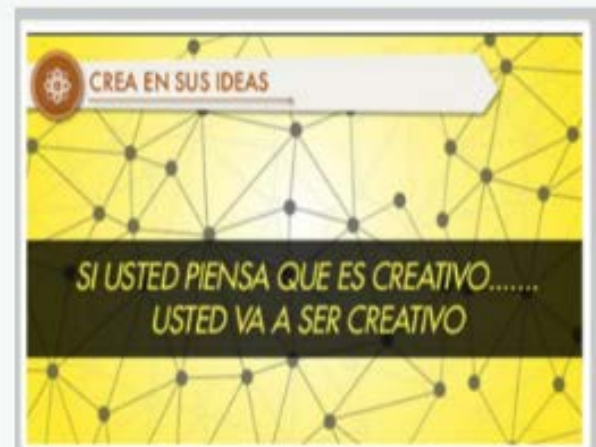 CREA EN SUS IDEAS
SI USTED PIENSA QUE ES CREATIVO.......
USTED VA A SER CREATIVO